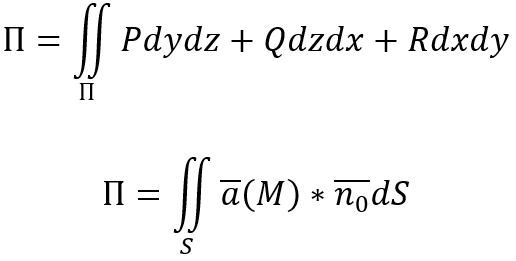 Π = ∬_Π Pdydz + Qdzdx + Rdxdy
Π = ∬_S a̅(M) * n̅₀dS